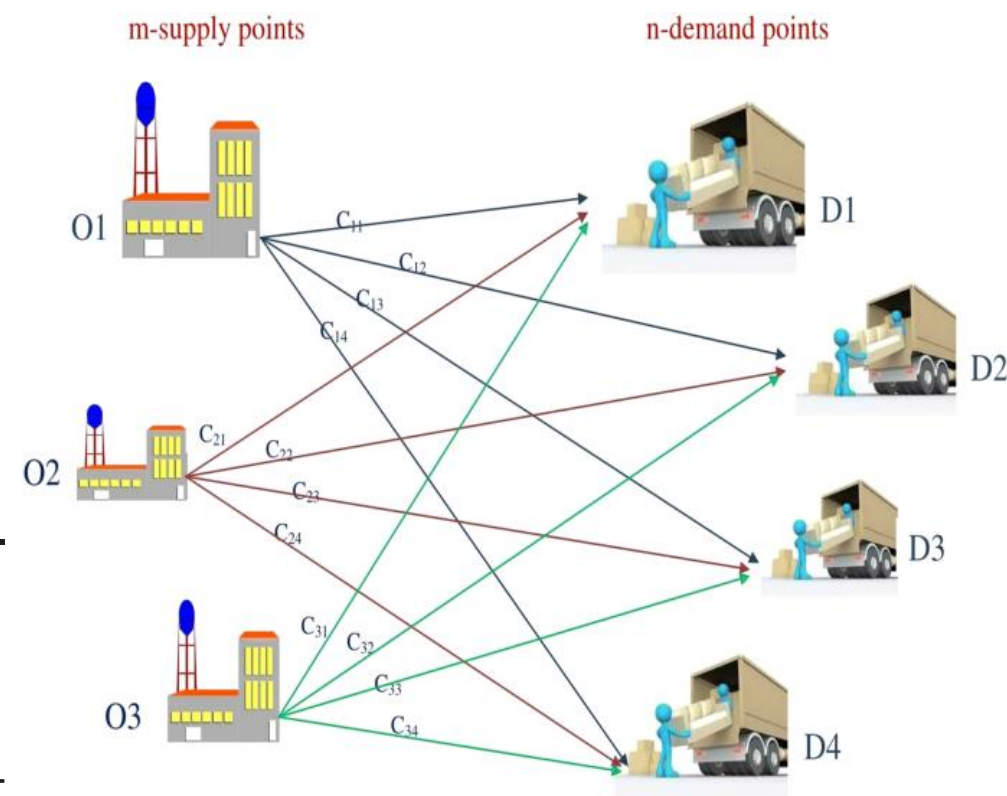 m-supply points
n-demand points
O1
C₁₁
D1
C₁₂
C₁₃
C₁₄
D2
C₂₁
C₂₂
O2
C₂₃
C₂₄
D3
C₃₁
C₃₂
C₃₃
O3
C₃₄
D4